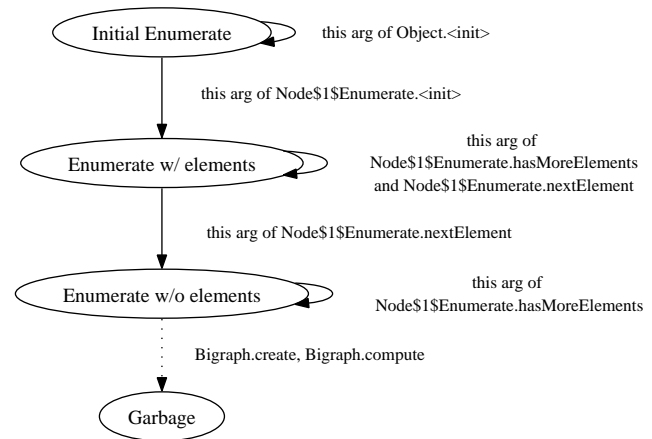 Initial Enumerate
this arg of Object.<init>
this arg of Node$1$Enumerate.<init>
Enumerate w/ elements
this arg of
Node$1$Enumerate.hasMoreElements
and Node$1$Enumerate.nextElement
this arg of Node$1$Enumerate.nextElement
Enumerate w/o elements
this arg of
Node$1$Enumerate.hasMoreElements
Bigraph.create, Bigraph.compute
Garbage